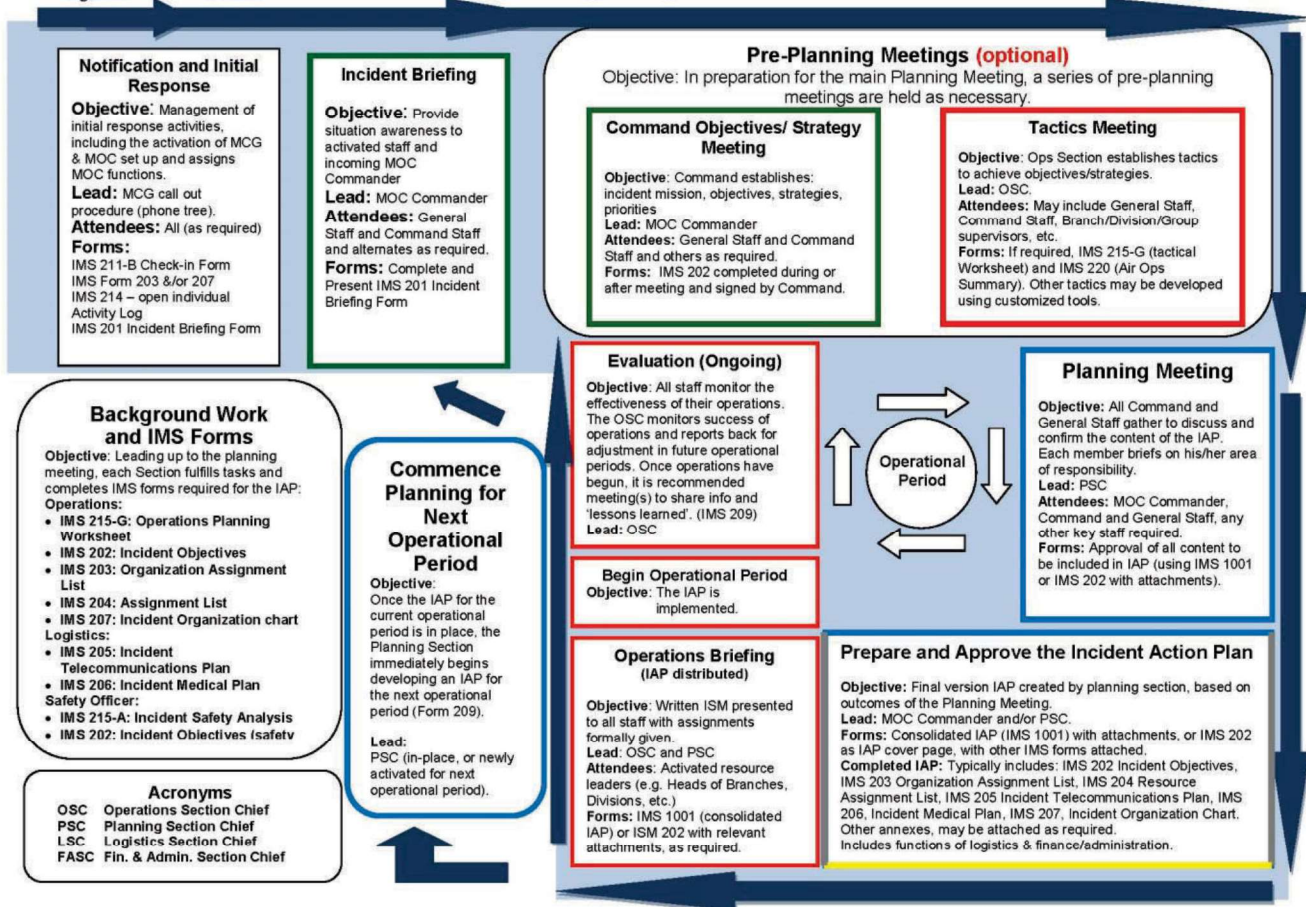 Notification and Initial
Response
Objective: Management of
initial response activities,
including the activation of MCG
& MOC set up and assigns
MOC functions.
Lead: MCG call out
procedure (phone tree).
Attendees: All (as required)
Forms:
IMS 211-B Check-in Form
IMS Form 203 &/or 207
IMS 214 – open individual
Activity Log
IMS 201 Incident Briefing Form
Incident Briefing
Objective: Provide
situation awareness to
activated staff and
incoming MOC
Commander
Lead: MOC Commander
Attendees: General
Staff and Command Staff
and alternates as required.
Forms: Complete and
Present IMS 201 Incident
Briefing Form
Pre-Planning Meetings (optional)
Objective: In preparation for the main Planning Meeting, a series of pre-planning
meetings are held as necessary.
Command Objectives/ Strategy
Meeting
Objective: Command establishes:
incident mission, objectives, strategies,
priorities
Lead: MOC Commander
Attendees: General Staff and Command
Staff and others as required.
Forms: IMS 202 completed during or
after meeting and signed by Command.
Tactics Meeting
Objective: Ops Section establishes tactics
to achieve objectives/strategies.
Lead: OSC.
Attendees: May include General Staff,
Command Staff, Branch/Division/Group
supervisors, etc.
Forms: If required, IMS 215-G (tactical
Worksheet) and IMS 220 (Air Ops
Summary). Other tactics may be developed
using customized tools.
Background Work
and IMS Forms
Objective: Leading up to the planning
meeting, each Section fulfills tasks and
completes IMS forms required for the IAP:
Operations:
• IMS 215-G: Operations Planning
Worksheet
• IMS 202: Incident Objectives
• IMS 203: Organization Assignment
List
• IMS 204: Assignment List
• IMS 207: Incident Organization chart
Logistics:
• IMS 205: Incident
Telecommunications Plan
• IMS 206: Incident Medical Plan
Safety Officer:
• IMS 215-A: Incident Safety Analysis
• IMS 202: Incident Objectives (safety
Acronyms
OSC Operations Section Chief
PSC Planning Section Chief
LSC Logistics Section Chief
FASC Fin. & Admin. Section Chief
Commence
Planning for
Next
Operational
Period
Objective:
Once the IAP for the
current operational
period is in place, the
Planning Section
immediately begins
developing an IAP for
the next operational
period (Form 209).
Lead:
PSC (in-place, or newly
activated for next
operational period).
Evaluation (Ongoing)
Objective: All staff monitor the
effectiveness of their operations.
The OSC monitors success of
operations and reports back for
adjustment in future operational
periods. Once operations have
begun, it is recommended
meeting(s) to share info and
'lessons learned'. (IMS 209)
Lead: OSC
Begin Operational Period
Objective: The IAP is
implemented.
Operations Briefing
(IAP distributed)
Objective: Written ISM presented
to all staff with assignments
formally given.
Lead: OSC and PSC
Attendees: Activated resource
leaders (e.g. Heads of Branches,
Divisions, etc.)
Forms: IMS 1001 (consolidated
IAP) or ISM 202 with relevant
attachments, as required.
Operational
Period
Planning Meeting
Objective: All Command and
General Staff gather to discuss and
confirm the content of the IAP.
Each member briefs on his/her area
of responsibility.
Lead: PSC
Attendees: MOC Commander,
Command and General Staff, any
other key staff required.
Forms: Approval of all content to
be included in IAP (using IMS 1001
or IMS 202 with attachments).
Prepare and Approve the Incident Action Plan
Objective: Final version IAP created by planning section, based on
outcomes of the Planning Meeting.
Lead: MOC Commander and/or PSC.
Forms: Consolidated IAP (IMS 1001) with attachments, or IMS 202
as IAP cover page, with other IMS forms attached.
Completed IAP: Typically includes: IMS 202 Incident Objectives,
IMS 203 Organization Assignment List, IMS 204 Resource
Assignment List, IMS 205 Incident Telecommunications Plan, IMS
206, Incident Medical Plan, IMS 207, Incident Organization Chart.
Other annexes, may be attached as required.
Includes functions of logistics & finance/administration.